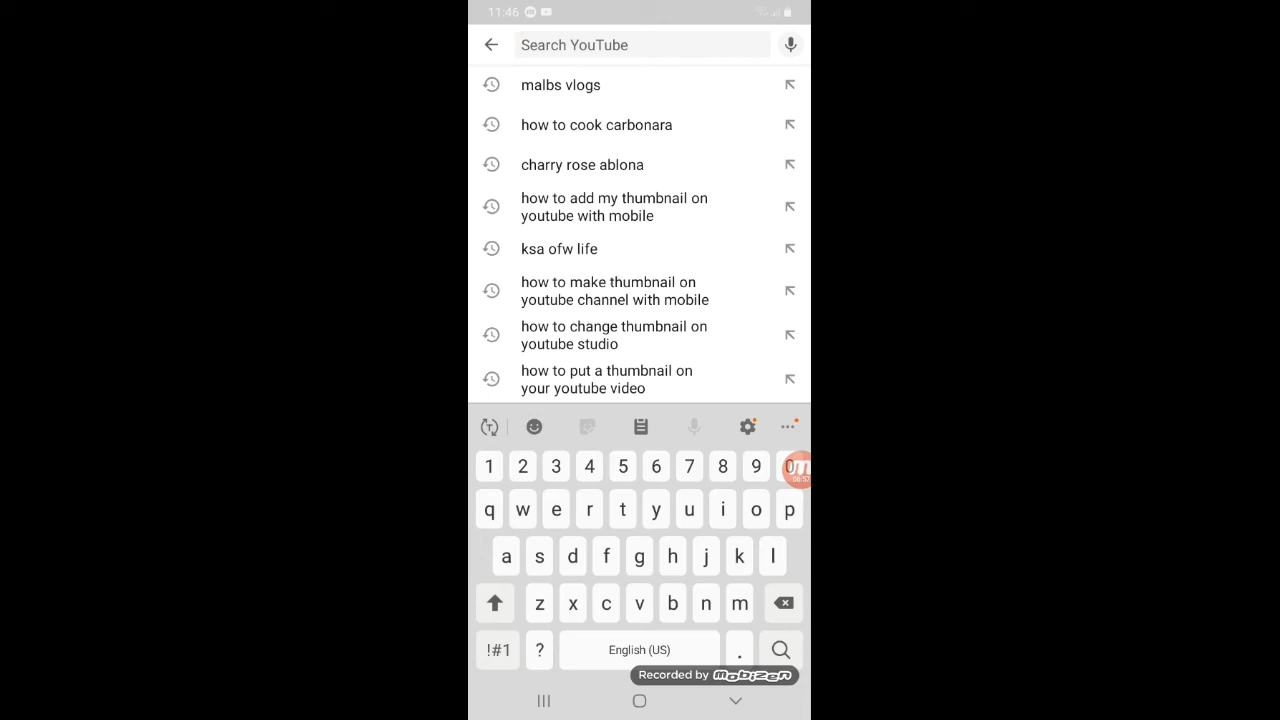 11:46
Search YouTube
malbs vlogs
how to cook carbonara
charry rose ablona
how to add my thumbnail on
youtube with mobile
ksa ofw life
how to make thumbnail on
youtube channel with mobile
how to change thumbnail on
youtube studio
how to put a thumbnail on
your youtube video
1 2 3 4 5 6 7 8 9 0
q w e r t y u i o p
a s d f g h j k l
z x c v b n m
!#1 ? English (US) .
Recorded by mobizen